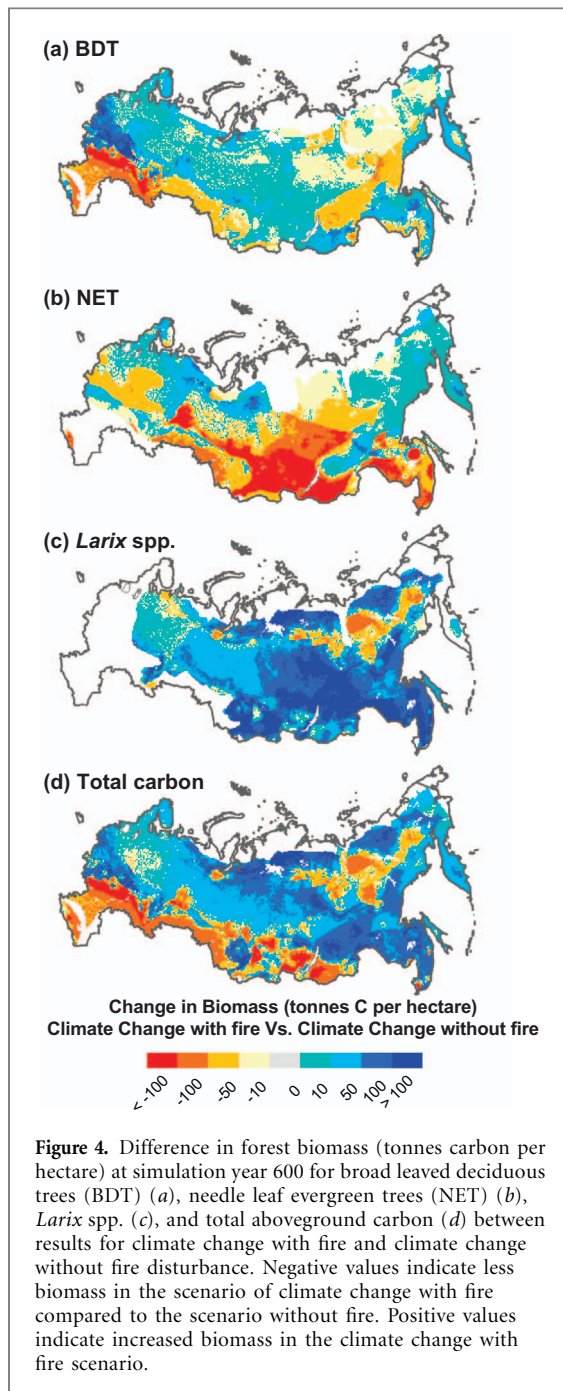 (a) BDT
(b) NET
(c) Larix spp.
(d) Total carbon
Change in Biomass (tonnes C per hectare)
Climate Change with fire Vs. Climate Change without fire
< -100
-100
-50
-10
0
10
50
100
> 100
Figure 4. Difference in forest biomass (tonnes carbon per
hectare) at simulation year 600 for broad leaved deciduous
trees (BDT) (a), needle leaf evergreen trees (NET) (b),
Larix spp. (c), and total aboveground carbon (d) between
results for climate change with fire and climate change
without fire disturbance. Negative values indicate less
biomass in the scenario of climate change with fire
compared to the scenario without fire. Positive values
indicate increased biomass in the climate change with
fire scenario.